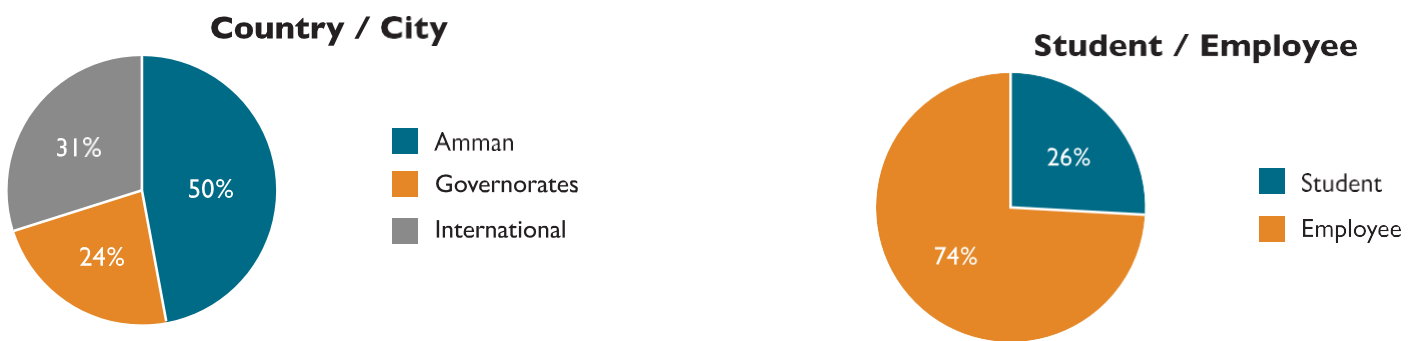 Country / City
31%
50%
24%
Amman
Governorates
International
Student / Employee
26%
74%
Student
Employee